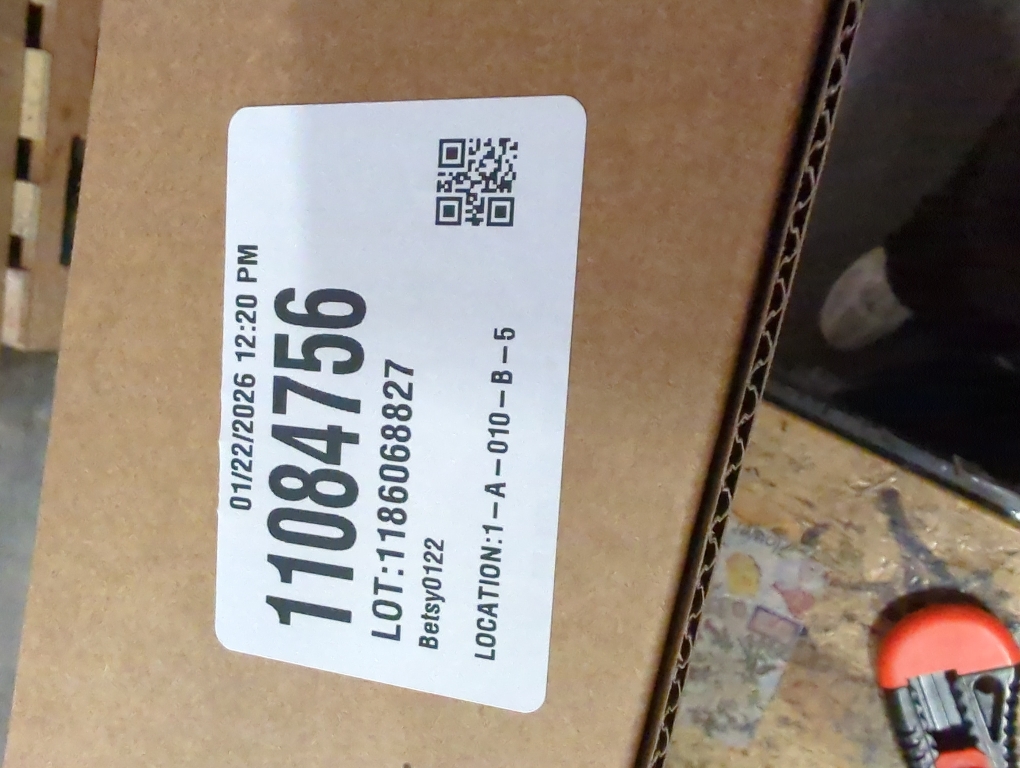 01/22/2026 12:20 PM
11084756
LOT:1186068827
Betsy0122
LOCATION:1-A-010-B-5